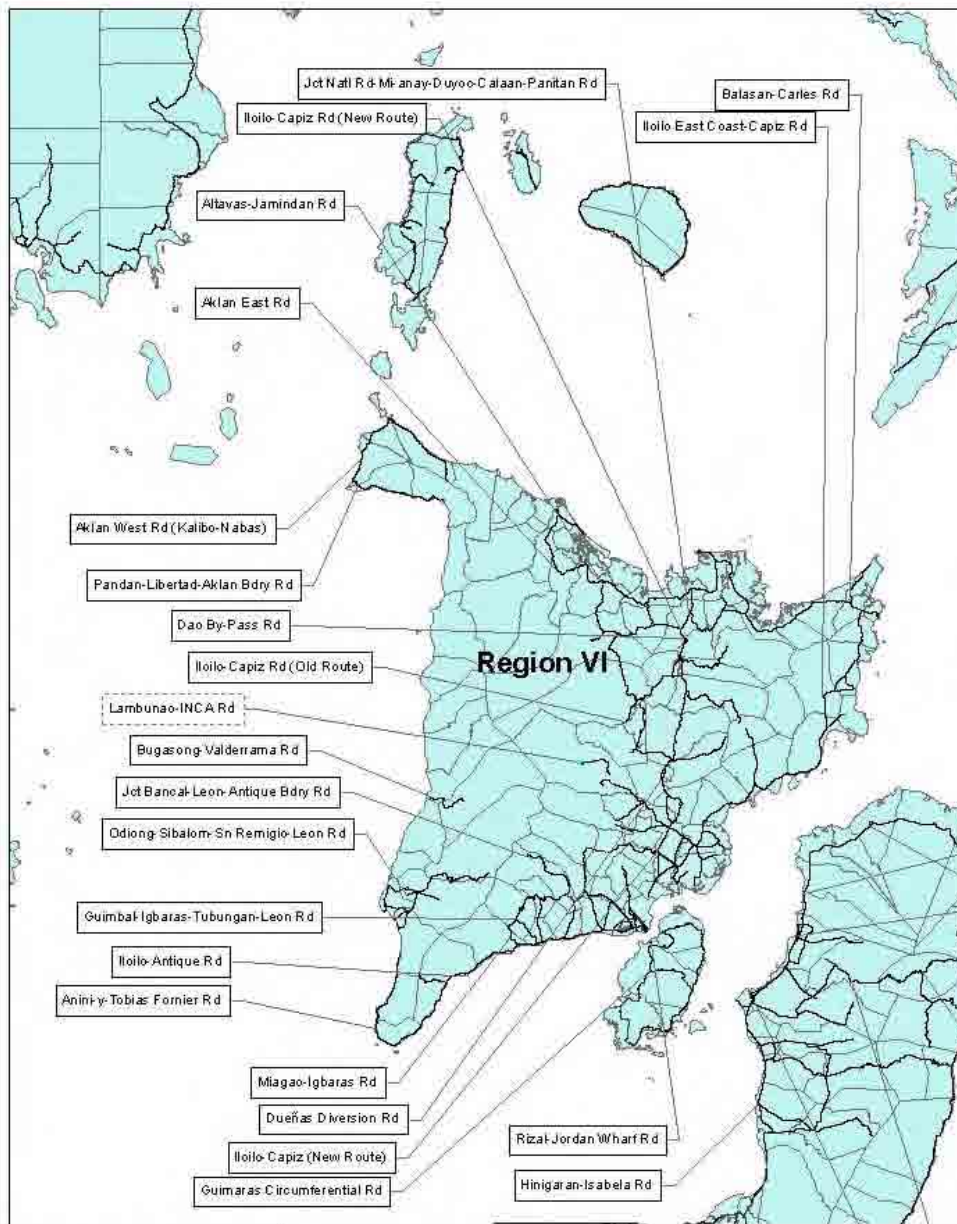 Jct Natl Rd-Mi-anay-Duyoo-Calaan-Panitan Rd
Balasan-Carles Rd
Iloilo-Capiz Rd (New Route)
Iloilo East Coast-Capiz Rd
Altavas-Jamindan Rd
Aklan East Rd
Aklan West Rd (Kalibo-Nabas)
Pandan-Libertad-Aklan Bdry Rd
Dao By-Pass Rd
Iloilo-Capiz Rd (Old Route)
Region VI
Lambunao-INCA Rd
Bugasong-Valderrama Rd
Jct Bancal-Leon-Antique Bdry Rd
Odiong-Sibalom-Sn Remigio-Leon Rd
Guimbal-Igbaras-Tubungan-Leon Rd
Iloilo-Antique Rd
Anini-y-Tobias Fornier Rd
Miagao-Igbaras Rd
Dueñas Diversion Rd
Rizal-Jordan Wharf Rd
Iloilo-Capiz (New Route)
Guimaras Circumferential Rd
Hinigaran-Isabela Rd